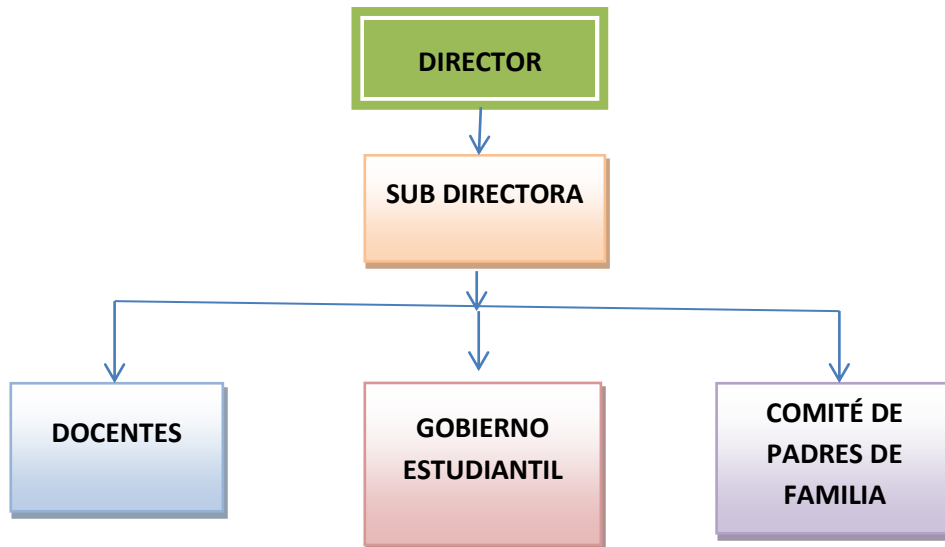 DIRECTOR
SUB DIRECTORA
DOCENTES
GOBIERNO
ESTUDIANTIL
COMITÉ DE
PADRES DE
FAMILIA